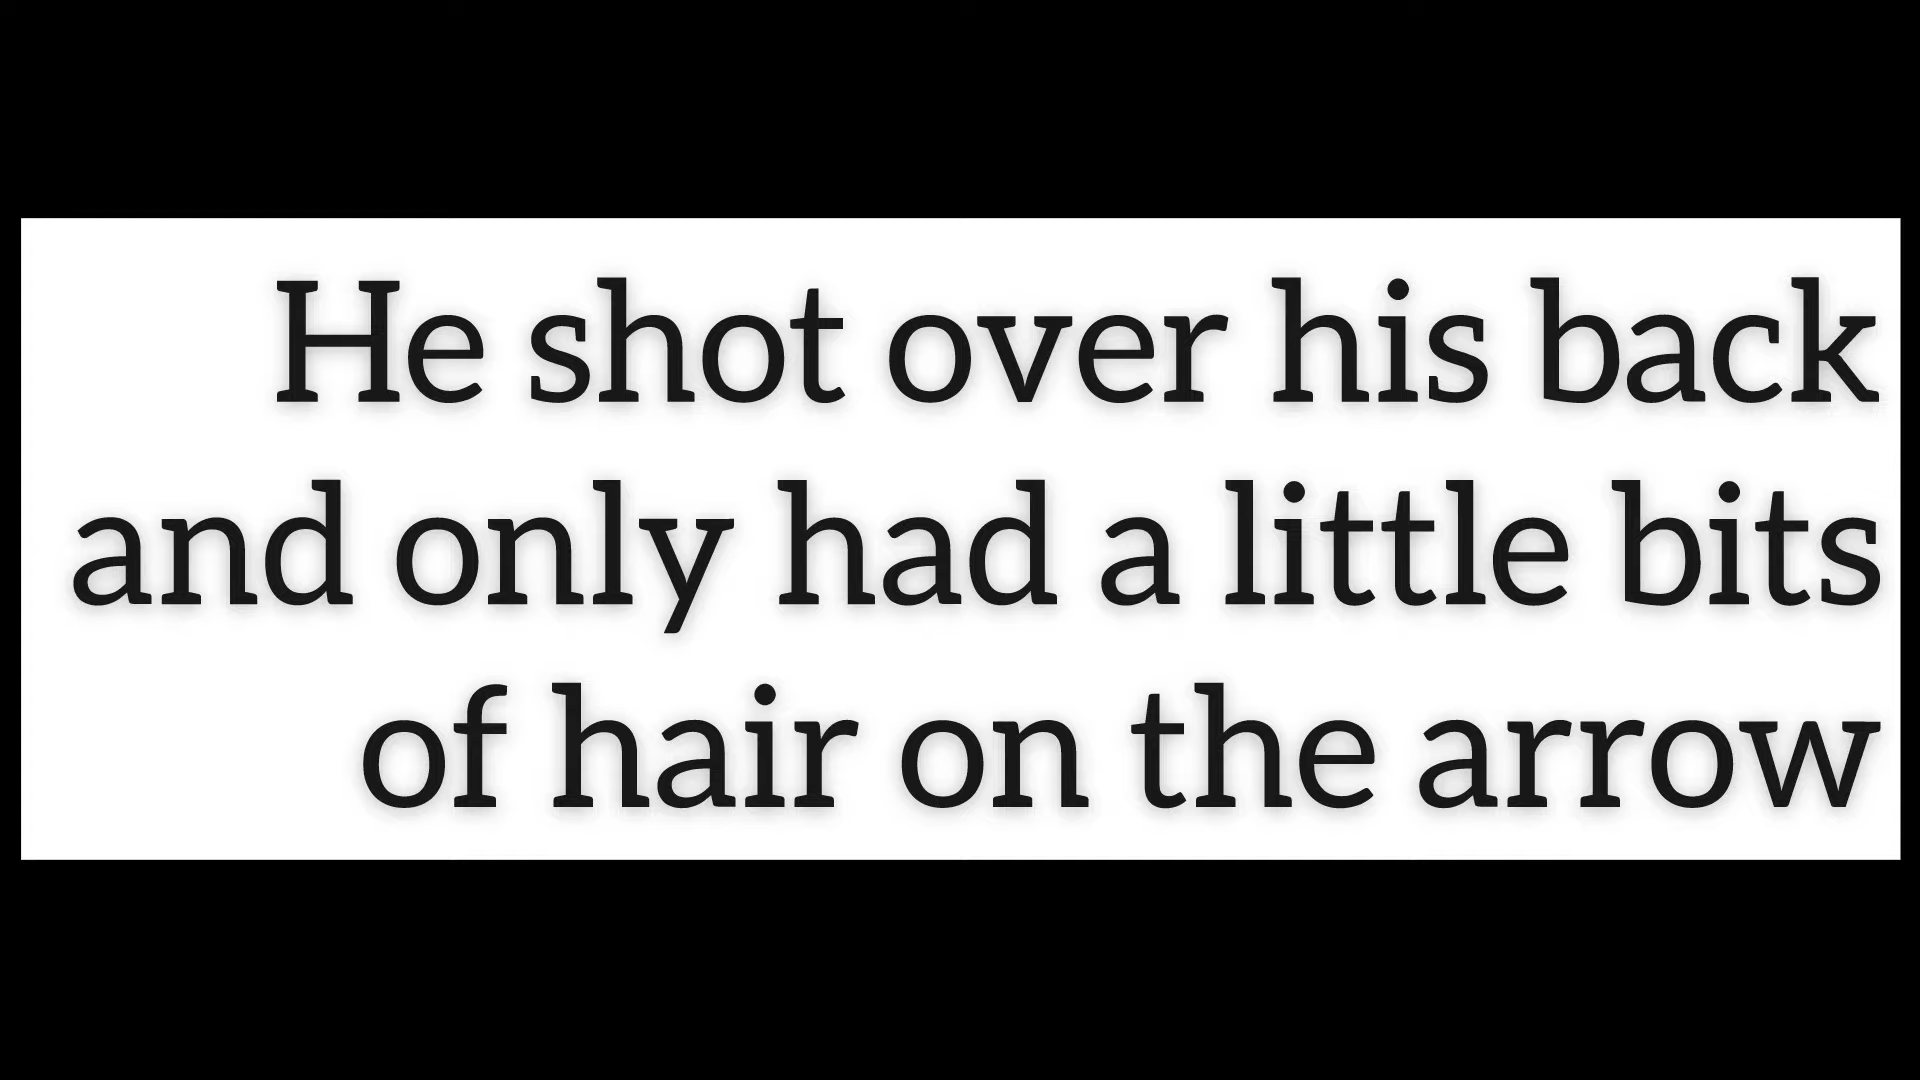 He shot over his back
and only had a little bits
of hair on the arrow